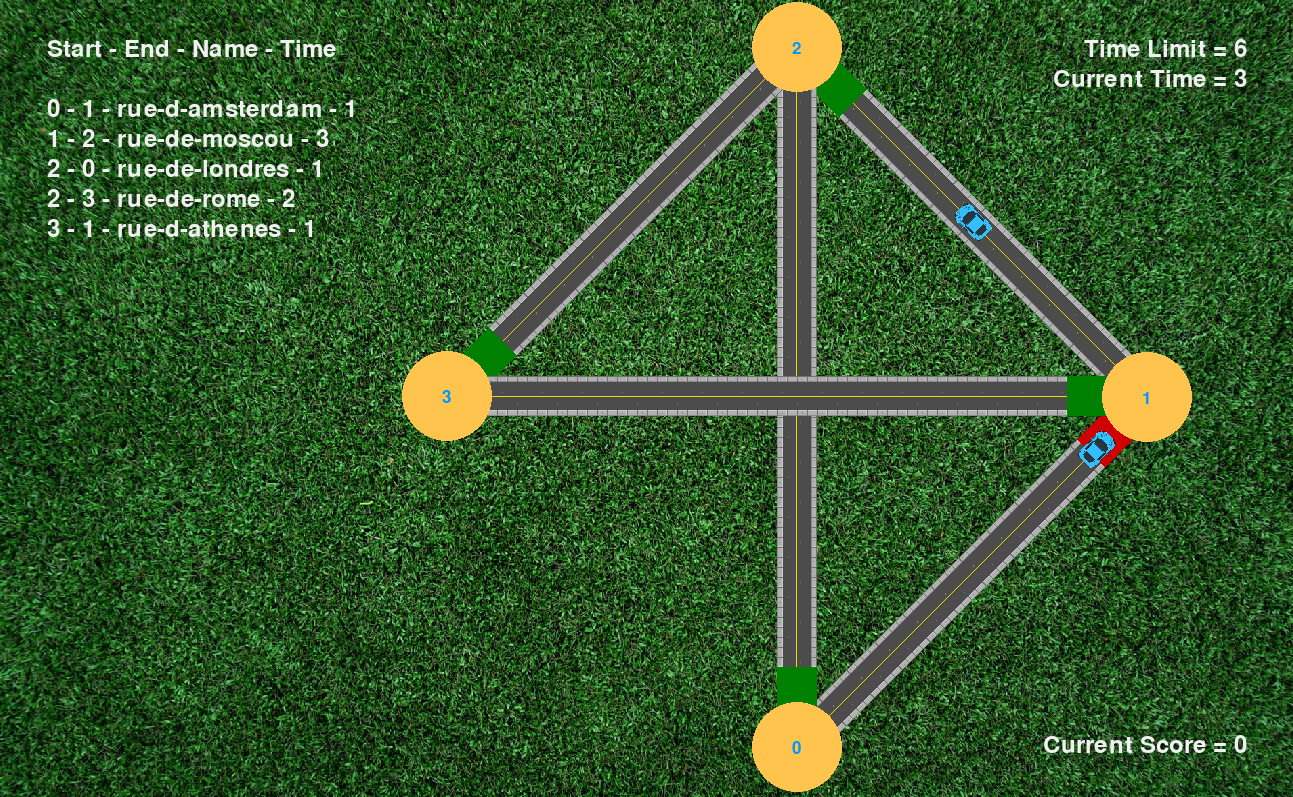 Start - End - Name - Time
0 - 1 - rue-d-amsterdam - 1
1 - 2 - rue-de-moscou - 3
2 - 0 - rue-de-londres - 1
2 - 3 - rue-de-rome - 2
3 - 1 - rue-d-athenes - 1
Time Limit = 6
Current Time = 3
2
3
1
0
Current Score = 0